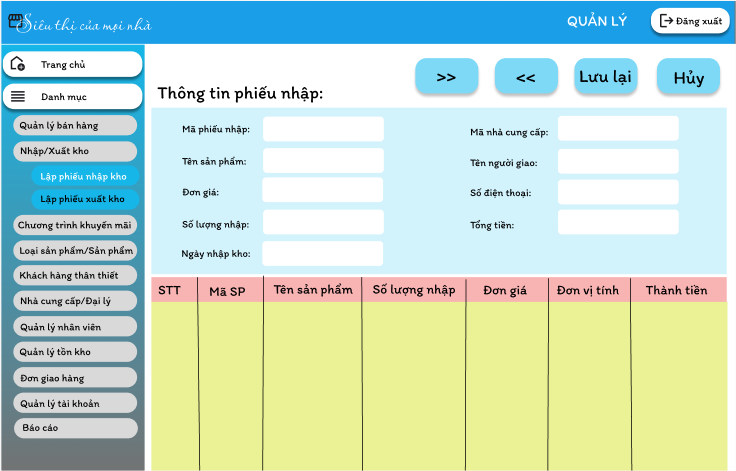 Siêu thị của mọi nhà
QUẢN LÝ
Đăng xuất
Trang chủ
Danh mục
Quản lý bán hàng
Nhập/Xuất kho
Lập phiếu nhập kho
Lập phiếu xuất kho
Chương trình khuyến mãi
Loại sản phẩm/Sản phẩm
Khách hàng thân thiết
Nhà cung cấp/Đại lý
Quản lý nhân viên
Quản lý tồn kho
Đơn giao hàng
Quản lý tài khoản
Báo cáo
>> << Lưu lại Hủy
Thông tin phiếu nhập:
Mã phiếu nhập:
Tên sản phẩm:
Đơn giá:
Số lượng nhập:
Ngày nhập kho:
Mã nhà cung cấp:
Tên người giao:
Số điện thoại:
Tổng tiền:
STT Mã SP Tên sản phẩm Số lượng nhập Đơn giá Đơn vị tính Thành tiền